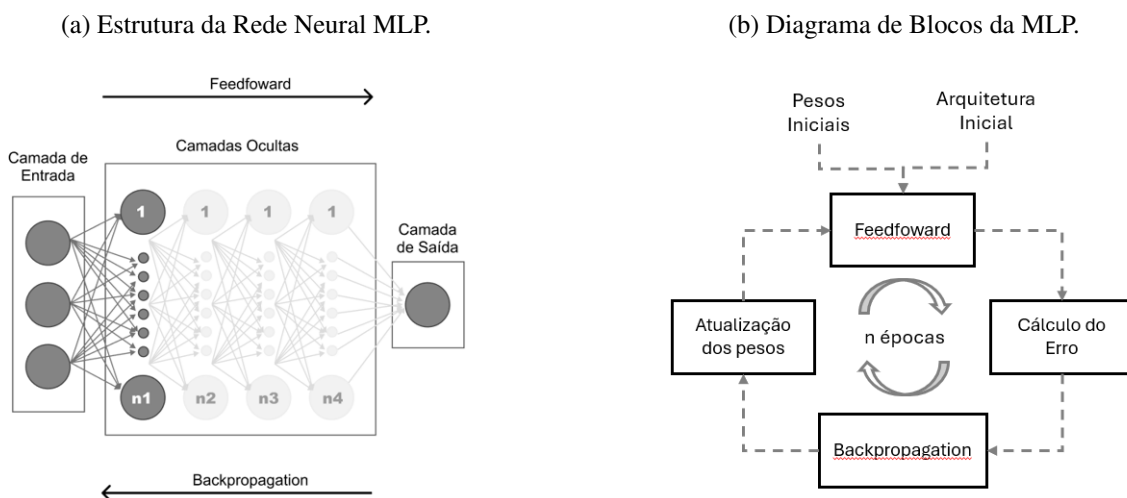 (a) Estrutura da Rede Neural MLP.
Feedfoward
Camadas Ocultas
Camada de
Entrada
1
1
1
1
Camada
de Saída
n1
n2
n3
n4
Backpropagation
(b) Diagrama de Blocos da MLP.
Pesos
Iniciais
Arquitetura
Inicial
Feedfoward
Atualização
dos pesos
n épocas
Cálculo do
Erro
Backpropagation